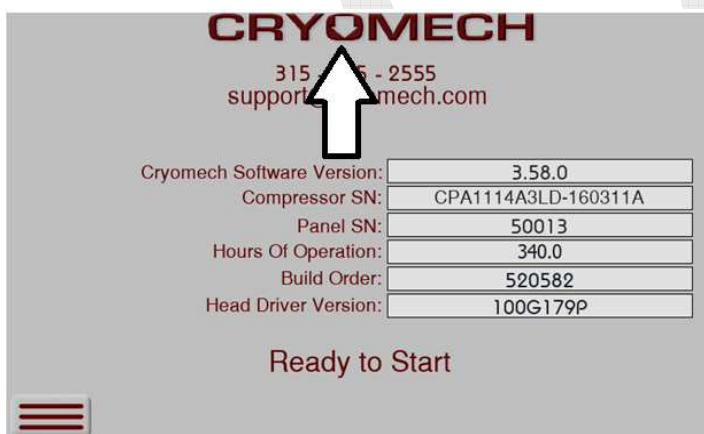 CRYOMECH
315 - 5 - 2555
support mech.com
Cryomech Software Version: 3.58.0
Compressor SN: CPA1114A3LD-160311A
Panel SN: 50013
Hours Of Operation: 340.0
Build Order: 520582
Head Driver Version: 100G179P
Ready to Start